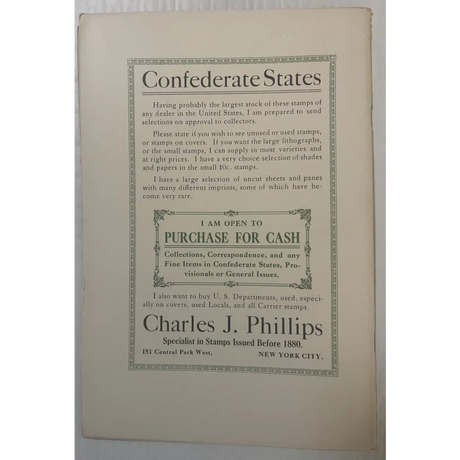 Confederate States
Having probably the largest stock of these stamps of
any dealer in the United States, I am prepared to send
selections on approval to collectors.
Please state if you wish to see unused or used stamps,
or stamps on covers. If you want the large lithographs,
or the small stamps, I can supply in most varieties and
at right prices. I have a very choice selection of shades
and papers in the small 10c. stamps.
I have a large selection of uncut sheets and panes
with many different imprints, some of which have be-
come very rare.
I AM OPEN TO
PURCHASE FOR CASH
Collections, Correspondence, and any
Fine Items in Confederate States, Pro-
visionals or General Issues.
I also want to buy U. S. Departments, used, especi-
ally on covers, used Locals, and all Carrier stamps.
Charles J. Phillips
Specialist in Stamps Issued Before 1880.
181 Central Park West, NEW YORK CITY.